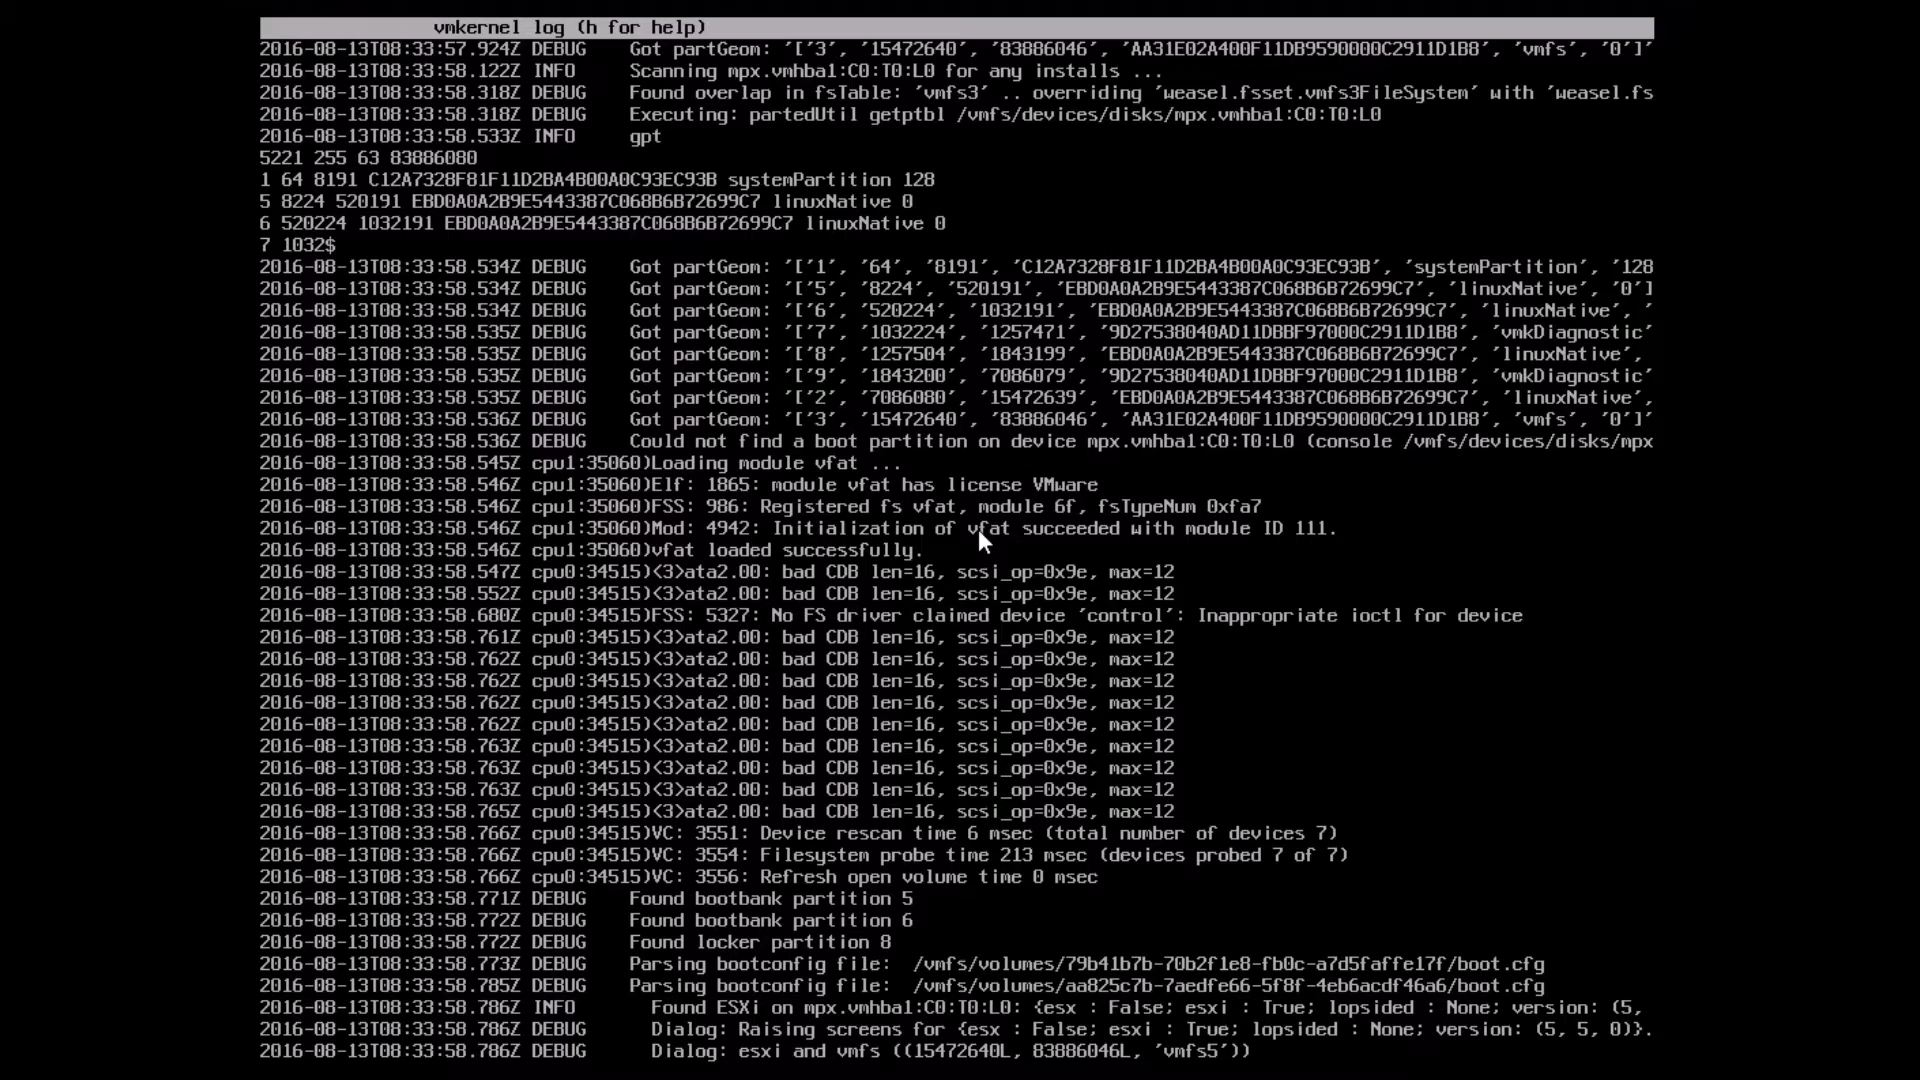 vmkernel log (h for help)
2016-08-13T08:33:57.924Z DEBUG    Got partGeom: '['3', '15472640', '83886046', 'AA31E02A400F11DB9590000C2911D1B8', 'vmfs', '0']'
2016-08-13T08:33:58.122Z INFO     Scanning mpx.vmhba1:C0:T0:L0 for any installs ...
2016-08-13T08:33:58.318Z DEBUG    Found overlap in fsTable: 'vmfs3' .. overriding 'weasel.fsset.vmfs3FileSystem' with 'weasel.fs
2016-08-13T08:33:58.318Z DEBUG    Executing: partedUtil getptbl /vmfs/devices/disks/mpx.vmhba1:C0:T0:L0
2016-08-13T08:33:58.533Z INFO     gpt
5221 255 63 83886080
1 64 8191 C12A7328F81F11D2BA4B00A0C93EC93B systemPartition 128
5 8224 520191 EBD0A0A2B9E5443387C068B6B72699C7 linuxNative 0
6 520224 1032191 EBD0A0A2B9E5443387C068B6B72699C7 linuxNative 0
7 1032$
2016-08-13T08:33:58.534Z DEBUG    Got partGeom: '['1', '64', '8191', 'C12A7328F81F11D2BA4B00A0C93EC93B', 'systemPartition', '128
2016-08-13T08:33:58.534Z DEBUG    Got partGeom: '['5', '8224', '520191', 'EBD0A0A2B9E5443387C068B6B72699C7', 'linuxNative', '0']
2016-08-13T08:33:58.534Z DEBUG    Got partGeom: '['6', '520224', '1032191', 'EBD0A0A2B9E5443387C068B6B72699C7', 'linuxNative', '
2016-08-13T08:33:58.535Z DEBUG    Got partGeom: '['7', '1032224', '1257471', '9D27538040AD11DBBF97000C2911D1B8', 'vmkDiagnostic'
2016-08-13T08:33:58.535Z DEBUG    Got partGeom: '['8', '1257504', '1843199', 'EBD0A0A2B9E5443387C068B6B72699C7', 'linuxNative',
2016-08-13T08:33:58.535Z DEBUG    Got partGeom: '['9', '1843200', '7086079', '9D27538040AD11DBBF97000C2911D1B8', 'vmkDiagnostic'
2016-08-13T08:33:58.535Z DEBUG    Got partGeom: '['2', '7086080', '15472639', 'EBD0A0A2B9E5443387C068B6B72699C7', 'linuxNative',
2016-08-13T08:33:58.536Z DEBUG    Got partGeom: '['3', '15472640', '83886046', 'AA31E02A400F11DB9590000C2911D1B8', 'vmfs', '0']'
2016-08-13T08:33:58.536Z DEBUG    Could not find a boot partition on device mpx.vmhba1:C0:T0:L0 (console /vmfs/devices/disks/mpx
2016-08-13T08:33:58.545Z cpu1:35060)Loading module vfat ...
2016-08-13T08:33:58.546Z cpu1:35060)Elf: 1865: module vfat has license VMware
2016-08-13T08:33:58.546Z cpu1:35060)FSS: 986: Registered fs vfat, module 6f, fsTypeNum 0xfa7
2016-08-13T08:33:58.546Z cpu1:35060)Mod: 4942: Initialization of vfat succeeded with module ID 111.
2016-08-13T08:33:58.546Z cpu1:35060)vfat loaded successfully.
2016-08-13T08:33:58.547Z cpu0:34515)<3>ata2.00: bad CDB len=16, scsi_op=0x9e, max=12
2016-08-13T08:33:58.552Z cpu0:34515)<3>ata2.00: bad CDB len=16, scsi_op=0x9e, max=12
2016-08-13T08:33:58.680Z cpu0:34515)FSS: 5327: No FS driver claimed device 'control': Inappropriate ioctl for device
2016-08-13T08:33:58.761Z cpu0:34515)<3>ata2.00: bad CDB len=16, scsi_op=0x9e, max=12
2016-08-13T08:33:58.762Z cpu0:34515)<3>ata2.00: bad CDB len=16, scsi_op=0x9e, max=12
2016-08-13T08:33:58.762Z cpu0:34515)<3>ata2.00: bad CDB len=16, scsi_op=0x9e, max=12
2016-08-13T08:33:58.762Z cpu0:34515)<3>ata2.00: bad CDB len=16, scsi_op=0x9e, max=12
2016-08-13T08:33:58.762Z cpu0:34515)<3>ata2.00: bad CDB len=16, scsi_op=0x9e, max=12
2016-08-13T08:33:58.763Z cpu0:34515)<3>ata2.00: bad CDB len=16, scsi_op=0x9e, max=12
2016-08-13T08:33:58.763Z cpu0:34515)<3>ata2.00: bad CDB len=16, scsi_op=0x9e, max=12
2016-08-13T08:33:58.763Z cpu0:34515)<3>ata2.00: bad CDB len=16, scsi_op=0x9e, max=12
2016-08-13T08:33:58.765Z cpu0:34515)<3>ata2.00: bad CDB len=16, scsi_op=0x9e, max=12
2016-08-13T08:33:58.766Z cpu0:34515)VC: 3551: Device rescan time 6 msec (total number of devices 7)
2016-08-13T08:33:58.766Z cpu0:34515)VC: 3554: Filesystem probe time 213 msec (devices probed 7 of 7)
2016-08-13T08:33:58.766Z cpu0:34515)VC: 3556: Refresh open volume time 0 msec
2016-08-13T08:33:58.771Z DEBUG    Found bootbank partition 5
2016-08-13T08:33:58.772Z DEBUG    Found bootbank partition 6
2016-08-13T08:33:58.772Z DEBUG    Found locker partition 8
2016-08-13T08:33:58.773Z DEBUG    Parsing bootconfig file:  /vmfs/volumes/79b41b7b-70b2f1e8-fb0c-a7d5faffe17f/boot.cfg
2016-08-13T08:33:58.785Z DEBUG    Parsing bootconfig file:  /vmfs/volumes/aa825c7b-7aedfe66-5f8f-4eb6acdf46a6/boot.cfg
2016-08-13T08:33:58.786Z INFO       Found ESXi on mpx.vmhba1:C0:T0:L0: {esx : False; esxi : True; lopsided : None; version: (5,
2016-08-13T08:33:58.786Z DEBUG      Dialog: Raising screens for {esx : False; esxi : True; lopsided : None; version: (5, 5, 0)}.
2016-08-13T08:33:58.786Z DEBUG      Dialog: esxi and vmfs ((15472640L, 83886046L, 'vmfs5'))